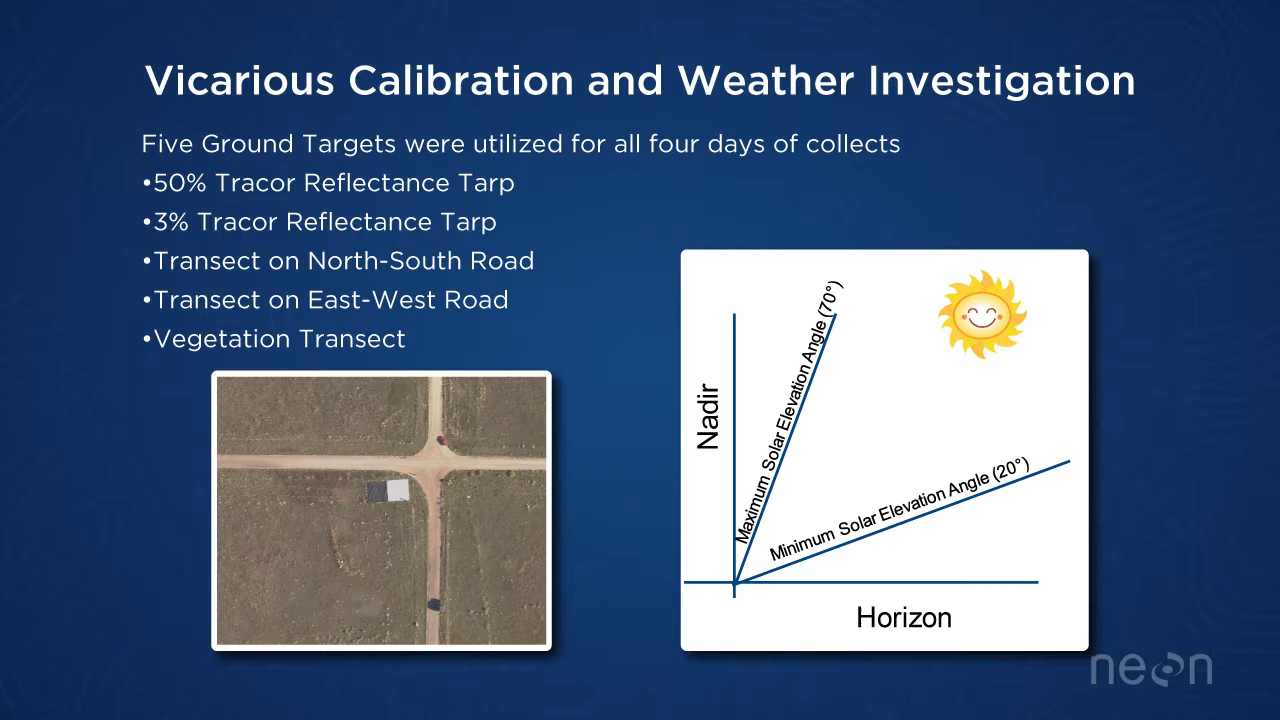 Vicarious Calibration and Weather Investigation
Five Ground Targets were utilized for all four days of collects
•50% Tracor Reflectance Tarp
•3% Tracor Reflectance Tarp
•Transect on North-South Road
•Transect on East-West Road
•Vegetation Transect
Nadir
Maximum Solar Elevation Angle (70°)
Minimum Solar Elevation Angle (20°)
Horizon
neon